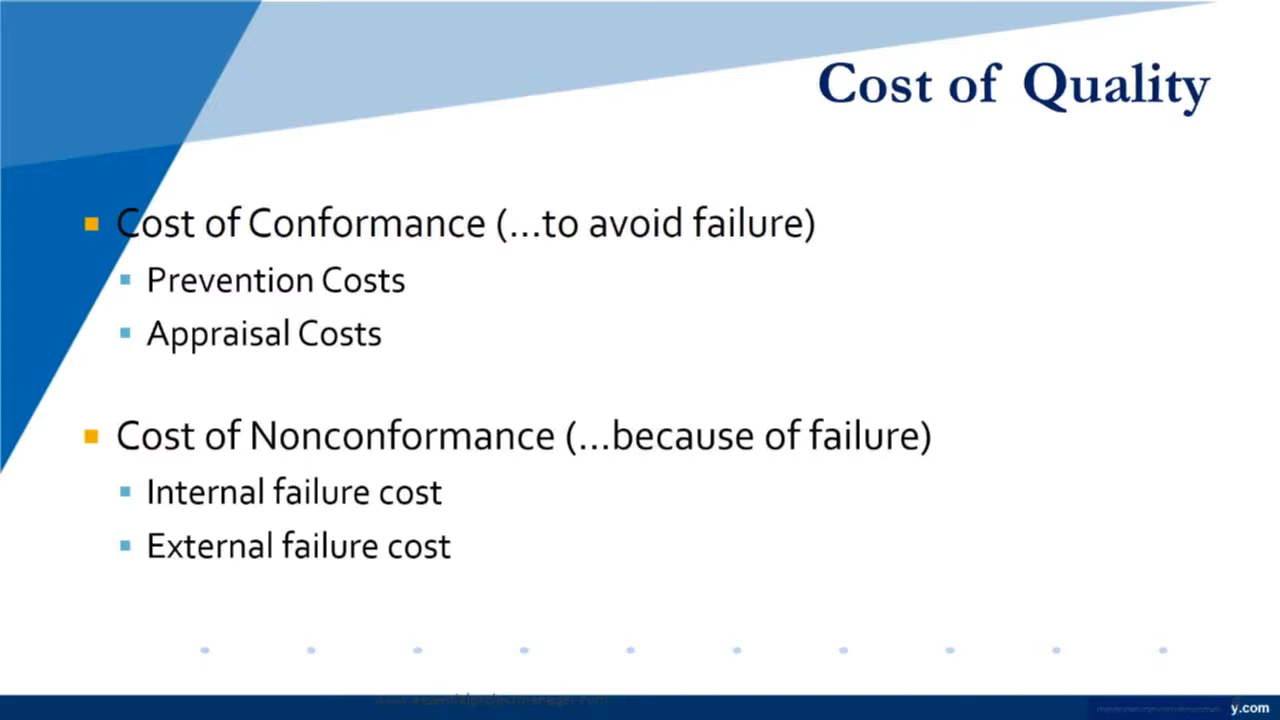 Cost of Quality
Cost of Conformance (...to avoid failure)
Prevention Costs
Appraisal Costs
Cost of Nonconformance (...because of failure)
Internal failure cost
External failure cost
y.com